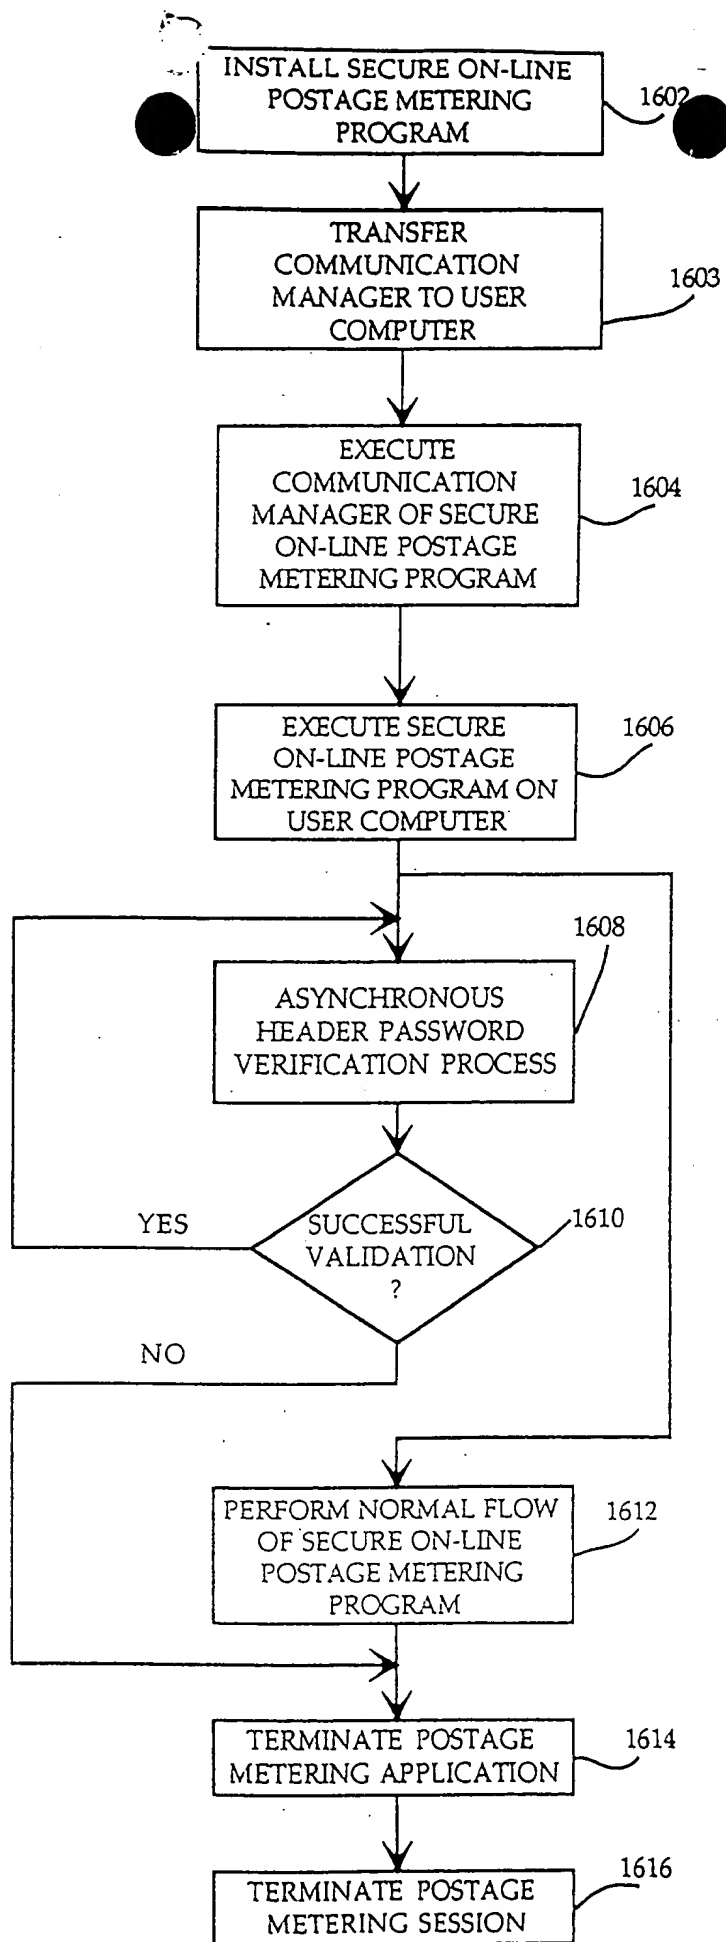 INSTALL SECURE ON-LINE
POSTAGE METERING
PROGRAM
1602
TRANSFER
COMMUNICATION
MANAGER TO USER
COMPUTER
1603
EXECUTE
COMMUNICATION
MANAGER OF SECURE
ON-LINE POSTAGE
METERING PROGRAM
1604
EXECUTE SECURE
ON-LINE POSTAGE
METERING PROGRAM ON
USER COMPUTER
1606
ASYNCHRONOUS
HEADER PASSWORD
VERIFICATION PROCESS
1608
YES
SUCCESSFUL
VALIDATION
?
1610
NO
PERFORM NORMAL FLOW
OF SECURE ON-LINE
POSTAGE METERING
PROGRAM
1612
TERMINATE POSTAGE
METERING APPLICATION
1614
TERMINATE POSTAGE
METERING SESSION
1616